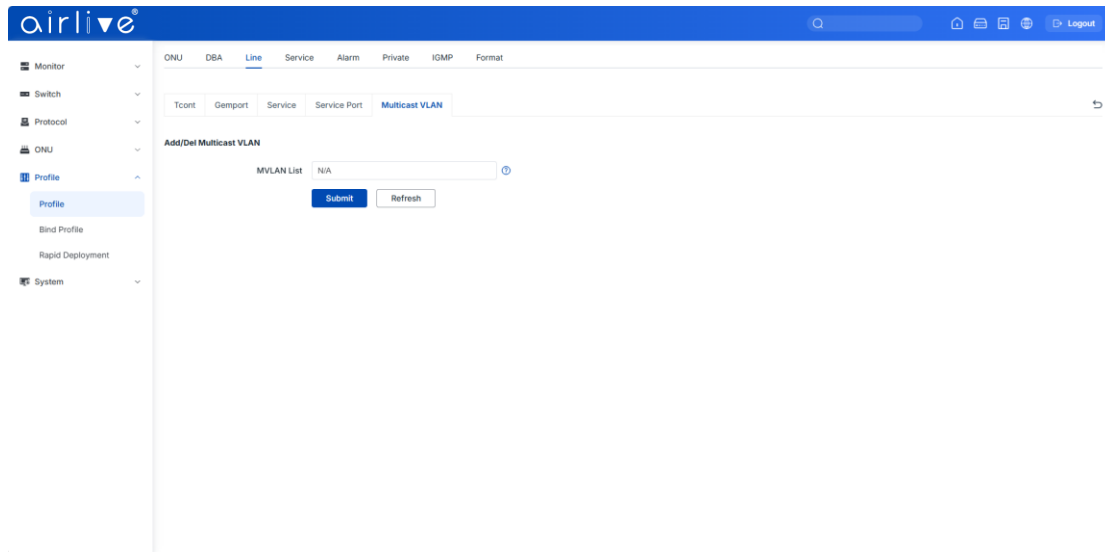 airlive®
Logout
Monitor
Switch
Protocol
ONU
Profile
Profile
Bind Profile
Rapid Deployment
System
ONU DBA Line Service Alarm Private IGMP Format
Tcont Gemport Service Service Port Multicast VLAN
Add/Del Multicast VLAN
MVLAN List N/A
Submit Refresh